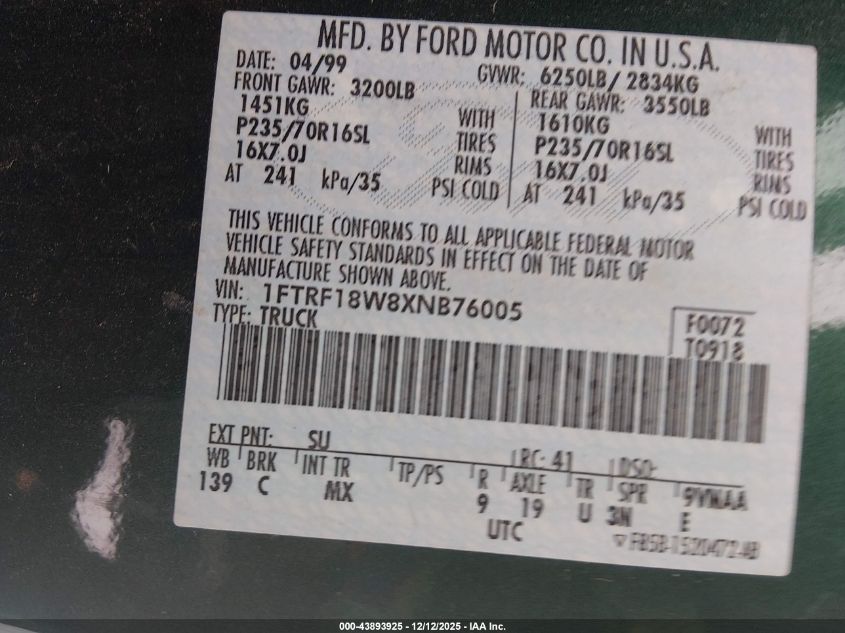 MFD. BY FORD MOTOR CO. IN U.S.A.
DATE: 04/99 GVWR: 6250LB/ 2834KG
FRONT GAWR: 3200LB REAR GAWR: 3550LB
1451KG WITH 1610KG WITH
P235/70R16SL TIRES P235/70R16SL TIRES
16X7.0J RIMS 16X7.0J RIMS
AT 241 kPa/35 PSI COLD AT 241 kPa/35 PSI COLD
THIS VEHICLE CONFORMS TO ALL APPLICABLE FEDERAL MOTOR
VEHICLE SAFETY STANDARDS IN EFFECT ON THE DATE OF
MANUFACTURE SHOWN ABOVE.
VIN: 1FTRF18W8XNB76005
TYPE: TRUCK F0072
T0918
EXT PNT: SU RC: 41 DSO:
WB BRK INT TR TP/PS R AXLE TR SPR 9VMAA
139 C MX 9 19 U 3N E
UTC
▽ F85B-1520472-AB
000-43893925 - 12/12/2025 - IAA Inc.